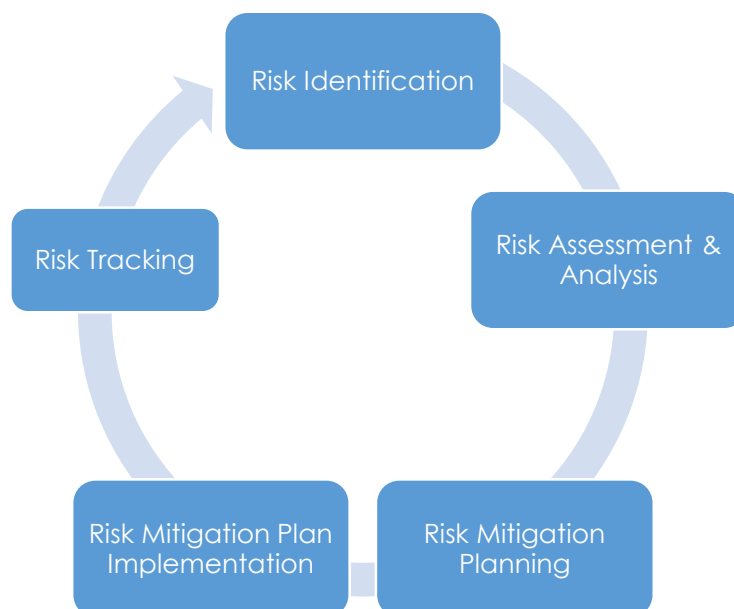 Risk Identification
Risk Assessment &
Analysis
Risk Mitigation
Planning
Risk Mitigation Plan
Implementation
Risk Tracking